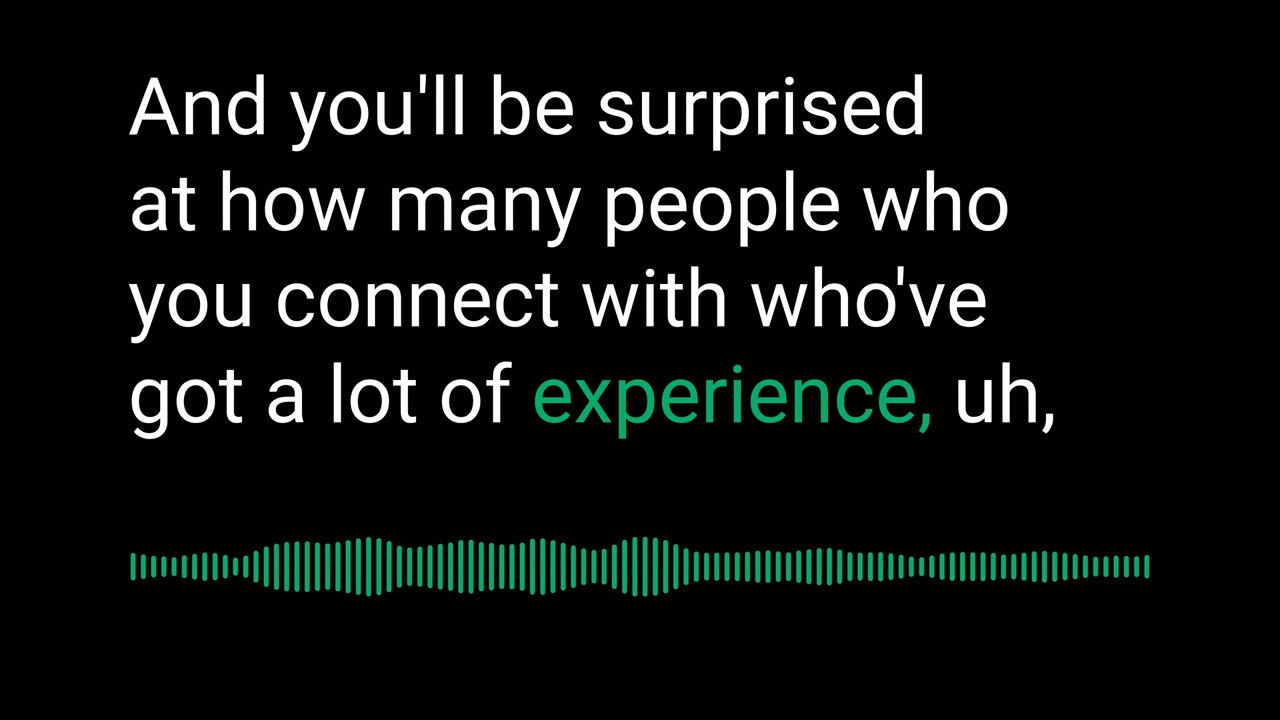 And you'll be surprised
at how many people who
you connect with who've
got a lot of experience, uh,